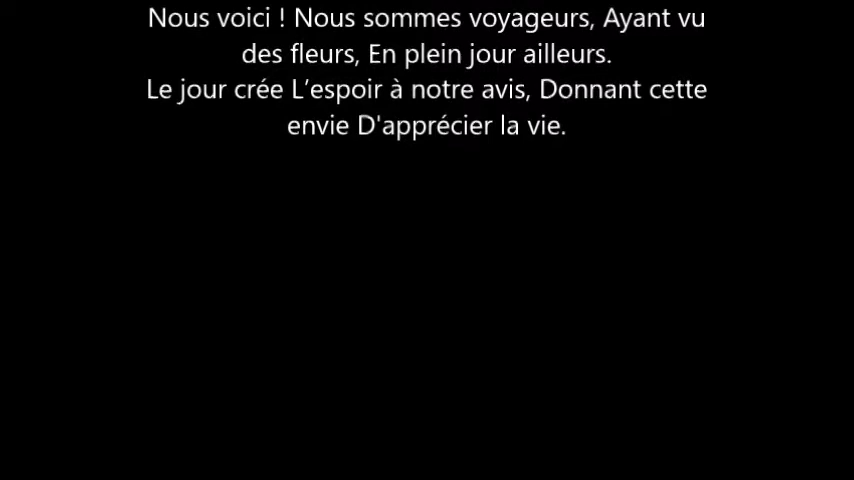 Nous voici ! Nous sommes voyageurs, Ayant vu
des fleurs, En plein jour ailleurs.
Le jour crée L’espoir à notre avis, Donnant cette
envie D'apprécier la vie.